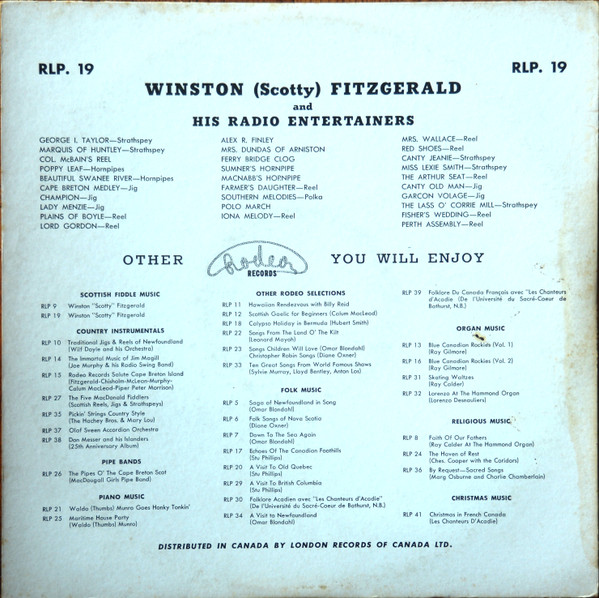 RLP. 19
RLP. 19
WINSTON (Scotty) FITZGERALD
and
HIS RADIO ENTERTAINERS
GEORGE I. TAYLOR—Strathspey
MARQUIS OF HUNTLEY—Strathspey
COL. McBAIN'S REEL
POPPY LEAF—Hornpipes
BEAUTIFUL SWANEE RIVER—Hornpipes
CAPE BRETON MEDLEY—Jig
CHAMPION—Jig
LADY MENZIE—Jig
PLAINS OF BOYLE—Reel
LORD GORDON—Reel
ALEX R. FINLEY
MRS. DUNDAS OF ARNISTON
FERRY BRIDGE CLOG
SUMNER'S HORNPIPE
MACNABB'S HORNPIPE
FARMER'S DAUGHTER—Reel
SOUTHERN MELODIES—Polka
POLO MARCH
IONA MELODY—Reel
MRS. WALLACE—Reel
RED SHOES—Reel
CANTY JEANIE—Strathspey
MISS LEXIE SMITH—Strathspey
THE ARTHUR SEAT—Reel
CANTY OLD MAN—Jig
GARCON VOLAGE—Jig
THE LASS O' CORRIE MILL—Strathspey
FISHER'S WEDDING—Reel
PERTH ASSEMBLY—Reel
OTHER Rodeo RECORDS YOU WILL ENJOY
SCOTTISH FIDDLE MUSIC
RLP 9 Winston "Scotty" Fitzgerald
RLP 19 Winston "Scotty" Fitzgerald
COUNTRY INSTRUMENTALS
RLP 10 Traditional Jigs & Reels of Newfoundland
(Wilf Doyle and his Orchestra)
RLP 14 The Immortal Music of Jim Magill
(Joe Murphy & his Radio Swing Band)
RLP 15 Rodeo Records Salute Cape Breton Island
(Fitzgerald-Chisholm-McLean-Murphy-
Calum MacLeod-Piper Peter Morrison)
RLP 27 The Five MacDonald Fiddlers
(Scottish Reels, Jigs & Strathspeys)
RLP 35 Pickin' Strings Country Style
(The Hachey Bros. & Mary Lou)
RLP 37 Olaf Sveen Accordion Orchestra
RLP 38 Don Messer and his Islanders
(25th Anniversary Album)
PIPE BANDS
RLP 26 The Pipes O' The Cape Breton Scot
(MacDougall Girls Pipe Band)
PIANO MUSIC
RLP 21 Waldo (Thumbs) Munro Goes Honky Tonkin'
RLP 25 Maritime House Party
(Waldo (Thumbs) Munro)
OTHER RODEO SELECTIONS
RLP 11 Hawaiian Rendezvous with Billy Reid
RLP 12 Scottish Gaelic for Beginners (Calum MacLeod)
RLP 18 Calypso Holiday in Bermuda (Hubert Smith)
RLP 22 Songs From The Land O' The Kilt
(Leonard Mayoh)
RLP 23 Songs Children Will Love (Omar Blondahl)
Christopher Robin Songs (Diane Oxner)
RLP 33 Ten Great Songs From World Famous Shows
(Sylvia Murray, Lloyd Bentley, Anton Los)
FOLK MUSIC
RLP 5 Saga of Newfoundland in Song
(Omar Blondahl)
RLP 6 Folk Songs of Nova Scotia
(Diane Oxner)
RLP 7 Down To The Sea Again
(Omar Blondahl)
RLP 17 Echoes Of The Canadian Foothills
(Stu Phillips)
RLP 20 A Visit To Old Quebec
(Stu Phillips)
RLP 29 A Visit To British Columbia
(Stu Phillips)
RLP 30 Folklore Acadien avec "Les Chanteurs d'Acadie"
(De l'Université du Sacré-Coeur de Bathurst, N.B.)
RLP 34 A Visit to Newfoundland
(Omar Blondahl)
RLP 39 Folklore Du Canada Français avec "Les Chanteurs
d'Acadie (De l'Université du Sacré-Coeur de
Bathurst, N.B.)
ORGAN MUSIC
RLP 13 Blue Canadian Rockies (Vol. 1)
(Ray Gilmore)
RLP 16 Blue Canadian Rockies (Vol. 2)
(Ray Gilmore)
RLP 31 Skating Waltzes
(Ray Calder)
RLP 32 Lorenzo At The Hammond Organ
(Lorenzo Desnauliers)
RELIGIOUS MUSIC
RLP 8 Faith Of Our Fathers
(Ray Calder At The Hammond Organ)
RLP 24 The Haven of Rest
(Ches. Cooper with the Coridors)
RLP 36 By Request—Sacred Songs
(Marg Osburne and Charlie Chamberlain)
CHRISTMAS MUSIC
RLP 41 Christmas in French Canada
(Les Chanteurs D'Acadie)
DISTRIBUTED IN CANADA BY LONDON RECORDS OF CANADA LTD.